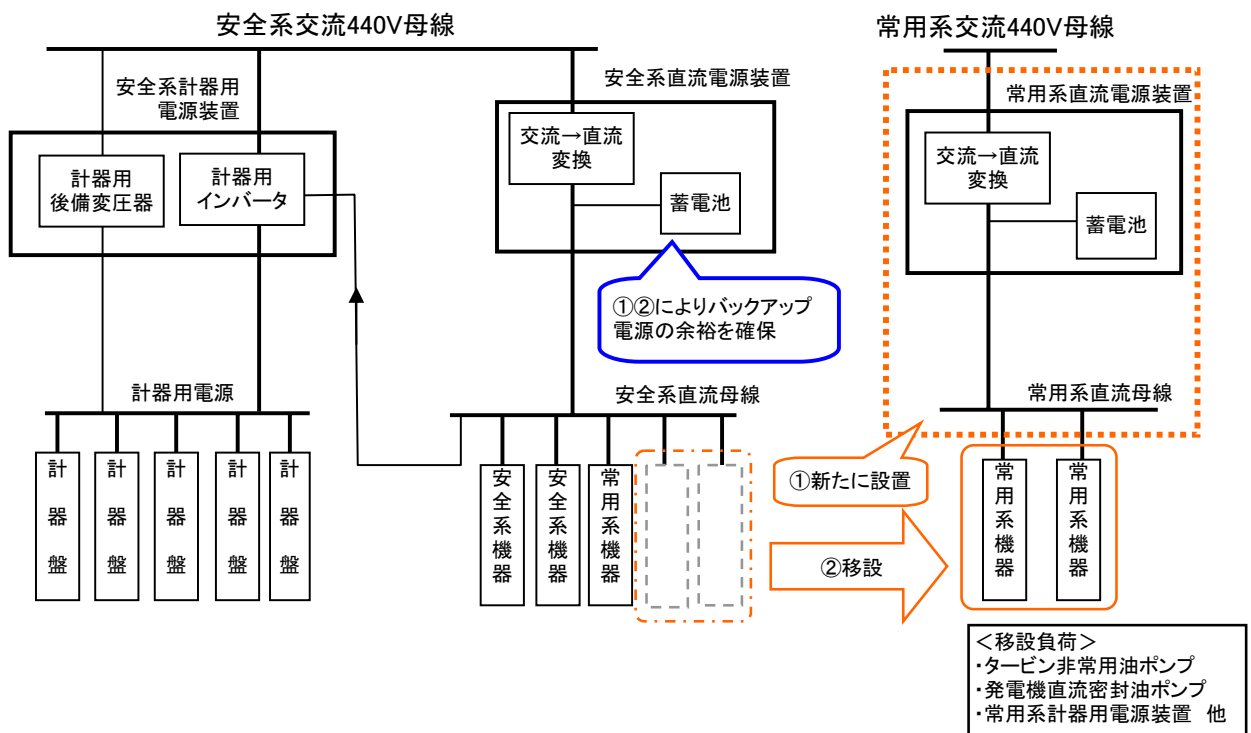 安全系交流440V母線
常用系交流440V母線
安全系計器用
電源装置
安全系直流電源装置
常用系直流電源装置
計器用
後備変圧器
計器用
インバータ
交流→直流
変換
蓄電池
交流→直流
変換
蓄電池
①②によりバックアップ
電源の余裕を確保
計器用電源
安全系直流母線
常用系直流母線
計器盤
計器盤
計器盤
計器盤
計器盤
安全系機器
安全系機器
常用系機器
①新たに設置
②移設
常用系機器
常用系機器
＜移設負荷＞
・タービン非常用油ポンプ
・発電機直流密封油ポンプ
・常用系計器用電源装置　他